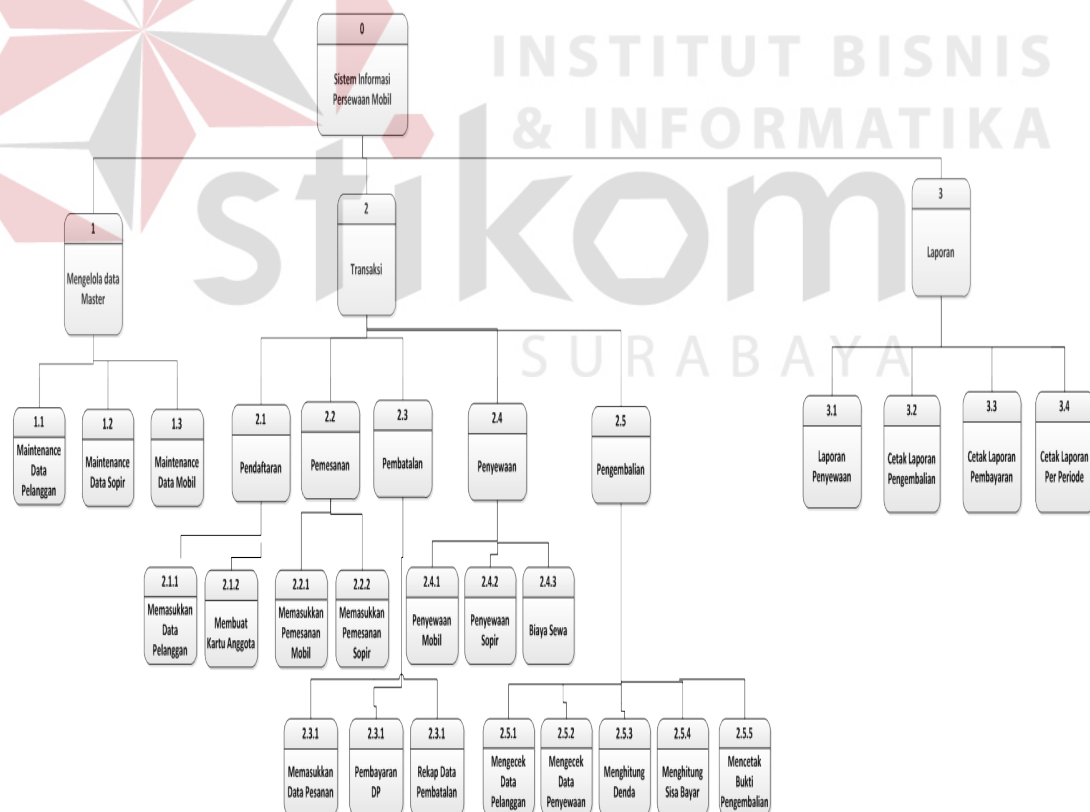 INSTITUT BISNIS
& INFORMATIKA
stikom
SURABAYA
0
Sistem Informasi
Persewaan Mobil
1
Mengelola data
Master
2
Transaksi
3
Laporan
1.1
Maintenance
Data
Pelanggan
1.2
Maintenance
Data Sopir
1.3
Maintenance
Data Mobil
2.1
Pendaftaran
2.2
Pemesanan
2.3
Pembatalan
2.4
Penyewaan
2.5
Pengembalian
3.1
Laporan
Penyewaan
3.2
Cetak Laporan
Pengembalian
3.3
Cetak Laporan
Pembayaran
3.4
Cetak Laporan
Per Periode
2.1.1
Memasukkan
Data
Pelanggan
2.1.2
Membuat
Kartu Anggota
2.2.1
Memasukkan
Pemesanan
Mobil
2.2.2
Memasukkan
Pemesanan
Sopir
2.4.1
Penyewaan
Mobil
2.4.2
Penyewaan
Sopir
2.4.3
Biaya Sewa
2.3.1
Memasukkan
Data Pesanan
2.3.1
Pembayaran
DP
2.3.1
Rekap Data
Pembatalan
2.5.1
Mengecek
Data
Pelanggan
2.5.2
Mengecek
Data
Penyewaan
2.5.3
Menghitung
Denda
2.5.4
Menghitung
Sisa Bayar
2.5.5
Mencetak
Bukti
Pengembalian